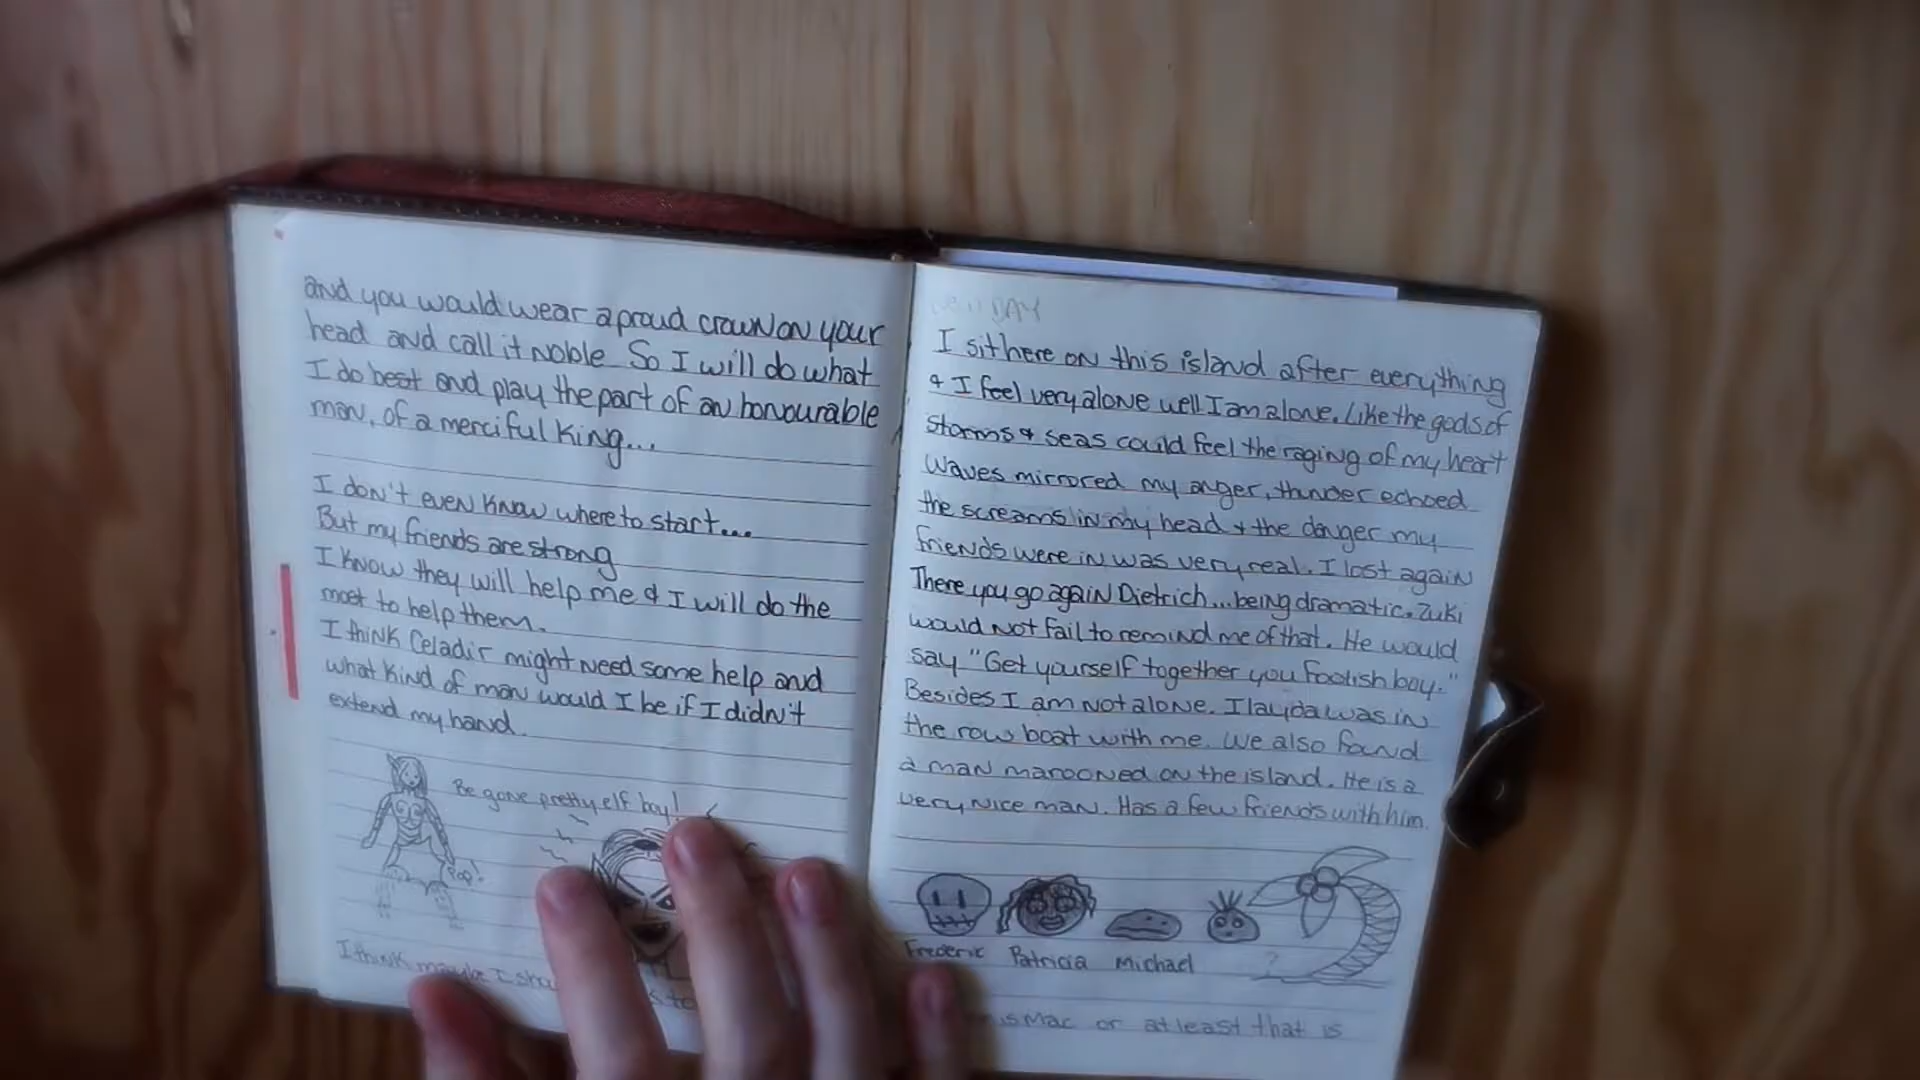 and you would wear a proud crown on your
head and call it noble So I will do what
I do best and play the part of an honourable
man, of a merciful King...
I don't even know where to start...
But my friends are strong
I know they will help me & I will do the
most to help them.
I think Celadir might need some help and
what kind of man would I be if I didn't
extend my hand.
Be gone pretty elf boy!
Pop!
I think maybe I
k to
DAY
I sit here on this island after everything
& I feel very alone well I am alone. Like the gods of
storms & seas could feel the raging of my heart
Waves mirrored my anger, thunder echoed
the screams in my head & the danger my
friends were in was very real. I lost again
There you go again Dietrich... being dramatic. Zuki
would not fail to remind me of that. He would
say "Get yourself together you foolish boy."
Besides I am not alone. Ilayda was in
the row boat with me. We also found
a man marooned on the island. He is a
very nice man. Has a few friends with him.
Frederic Patricia Michael ?
is Mac or at least that is